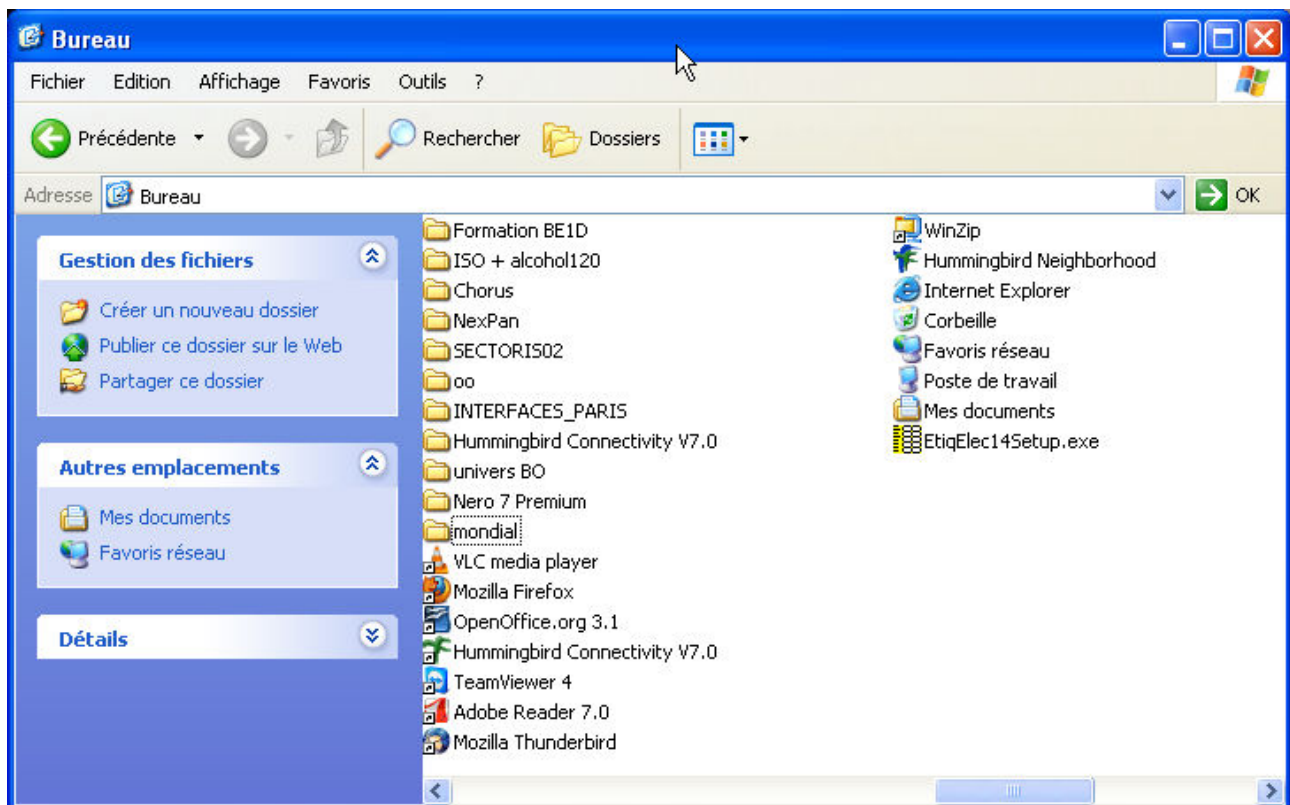 Bureau
Fichier Edition Affichage Favoris Outils ?
Précédente Rechercher Dossiers
Adresse Bureau OK
Gestion des fichiers
Créer un nouveau dossier
Publier ce dossier sur le Web
Partager ce dossier
Autres emplacements
Mes documents
Favoris réseau
Détails
Formation BE1D
ISO + alcohol120
Chorus
NexPan
SECTORIS02
oo
INTERFACES_PARIS
Hummingbird Connectivity V7.0
univers BO
Nero 7 Premium
mondial
VLC media player
Mozilla Firefox
OpenOffice.org 3.1
Hummingbird Connectivity V7.0
TeamViewer 4
Adobe Reader 7.0
Mozilla Thunderbird
WinZip
Hummingbird Neighborhood
Internet Explorer
Corbeille
Favoris réseau
Poste de travail
Mes documents
EtiqElec14Setup.exe